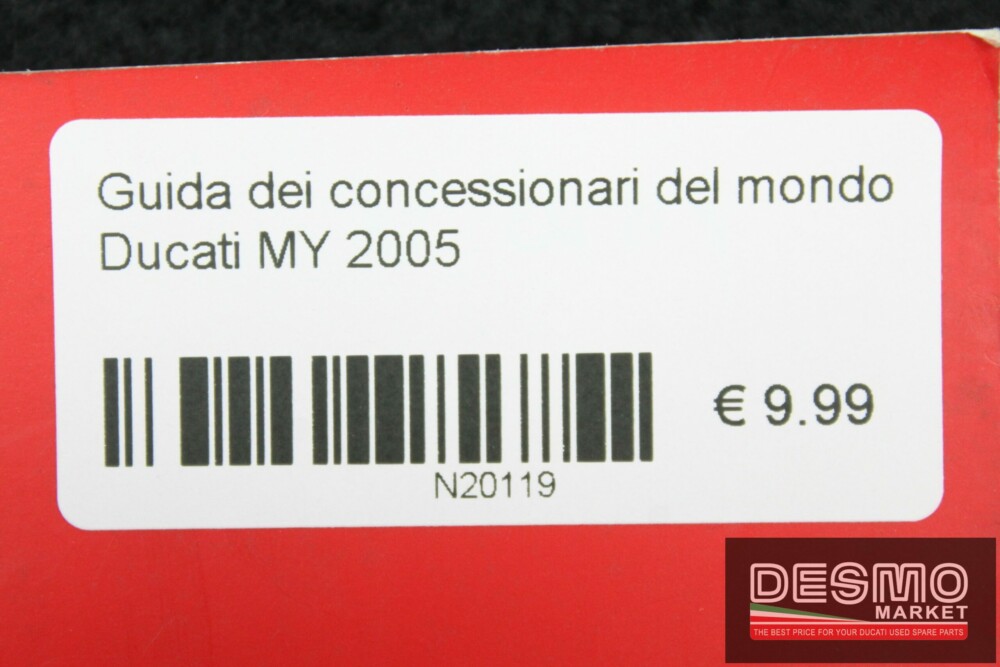 Guida dei concessionari del mondo
Ducati MY 2005
€ 9.99
N20119
DESMO
MARKET
THE BEST PRICE FOR YOUR DUCATI USED SPARE PARTS